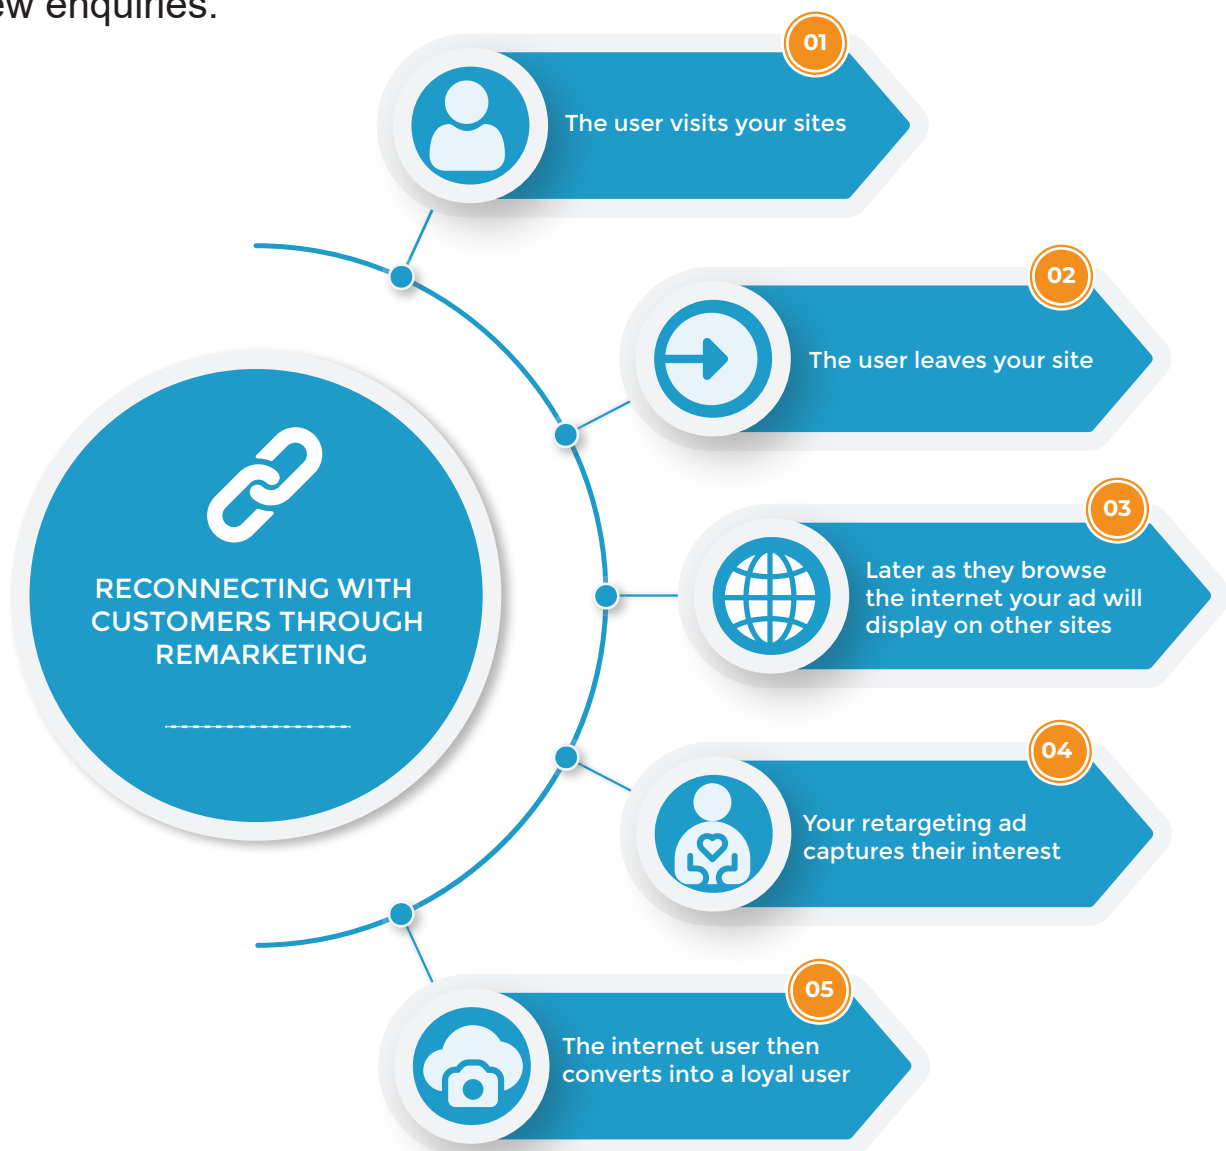 enquiries.
01
The user visits your sites
02
The user leaves your site
03
Later as they browse
the internet your ad will
display on other sites
RECONNECTING WITH
CUSTOMERS THROUGH
REMARKETING
04
Your retargeting ad
captures their interest
05
The internet user then
converts into a loyal user